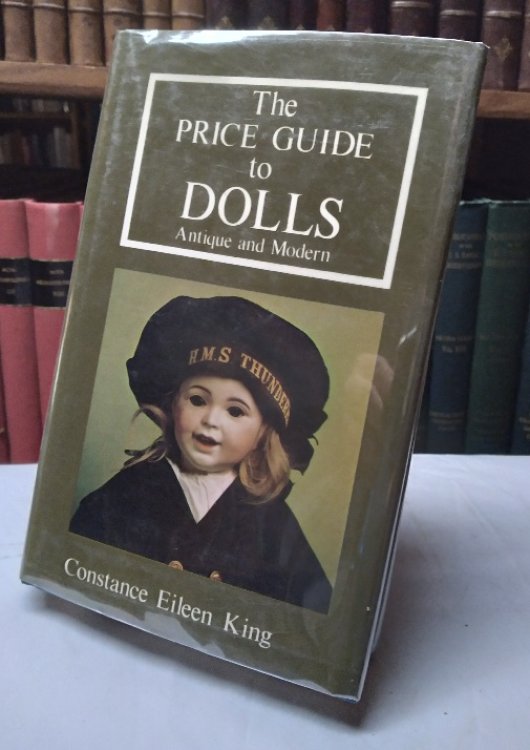 The
PRICE GUIDE
to
DOLLS
Antique and Modern
H.M.S THUNDER
Constance Eileen King